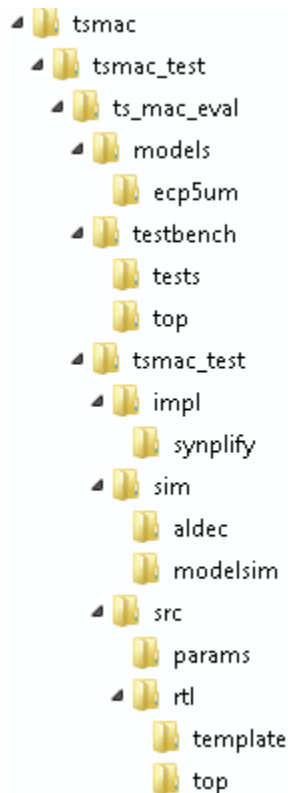 tsmac
tsmac_test
ts_mac_eval
models
ecp5um
testbench
tests
top
tsmac_test
impl
synplify
sim
aldec
modelsim
src
params
rtl
template
top